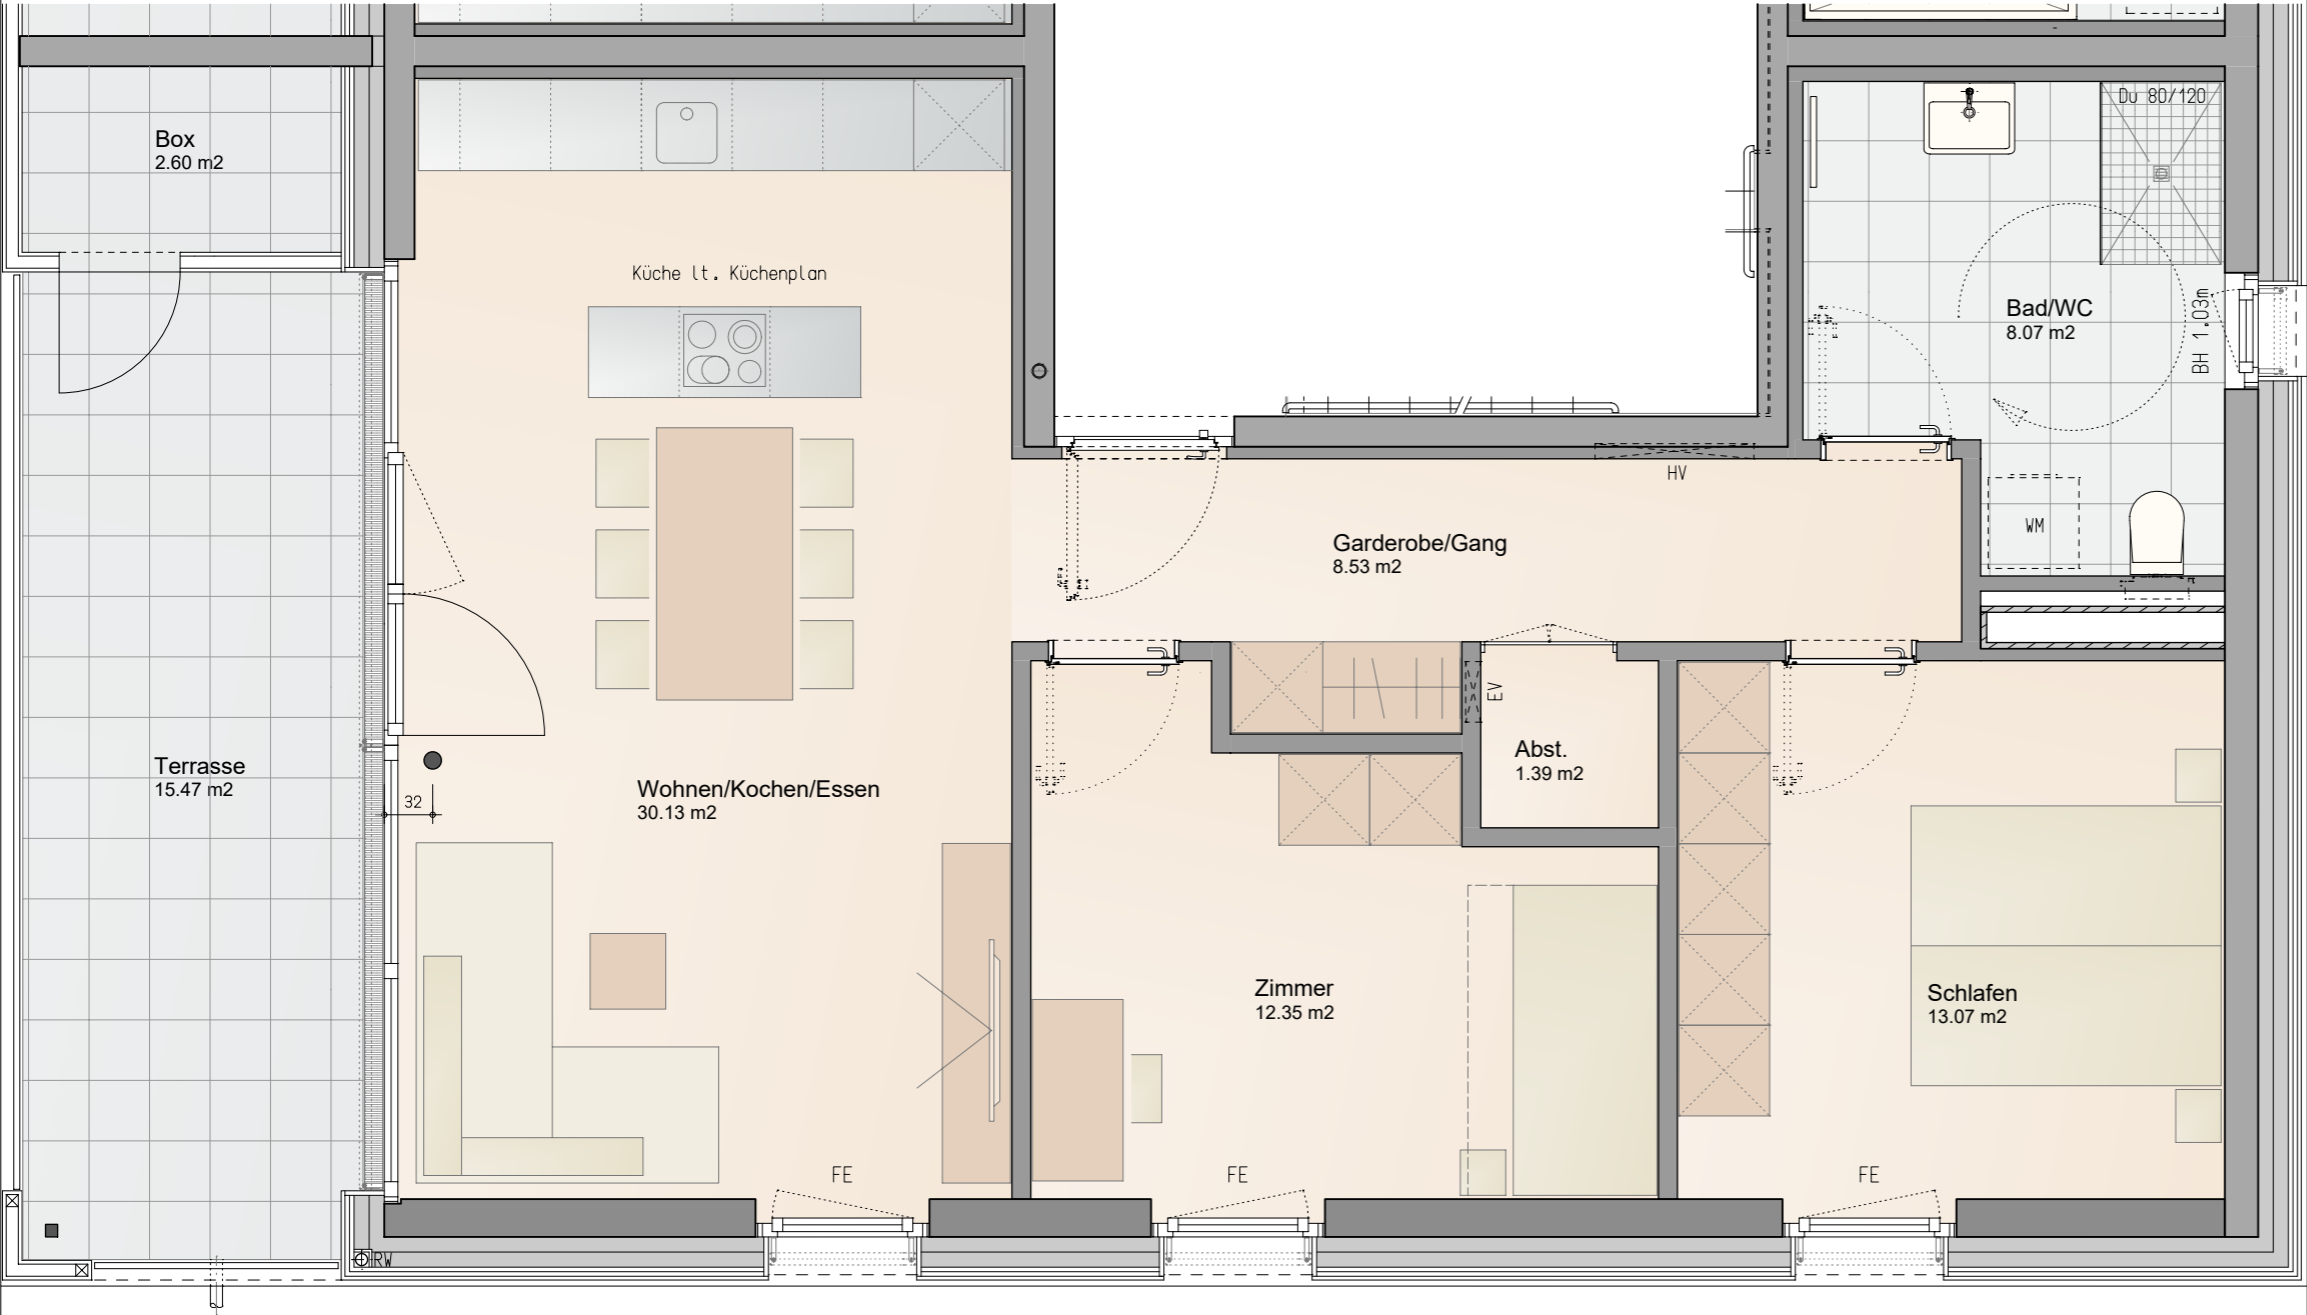 Du 80/120
Box
2.60 m2
Küche lt. Küchenplan
Bad/WC
8.07 m2
BH 1.03m
HV
WM
Garderobe/Gang
8.53 m2
EV
Abst.
1.39 m2
Terrasse
15.47 m2
32
Wohnen/Kochen/Essen
30.13 m2
Zimmer
12.35 m2
Schlafen
13.07 m2
FE
FE
FE
RW